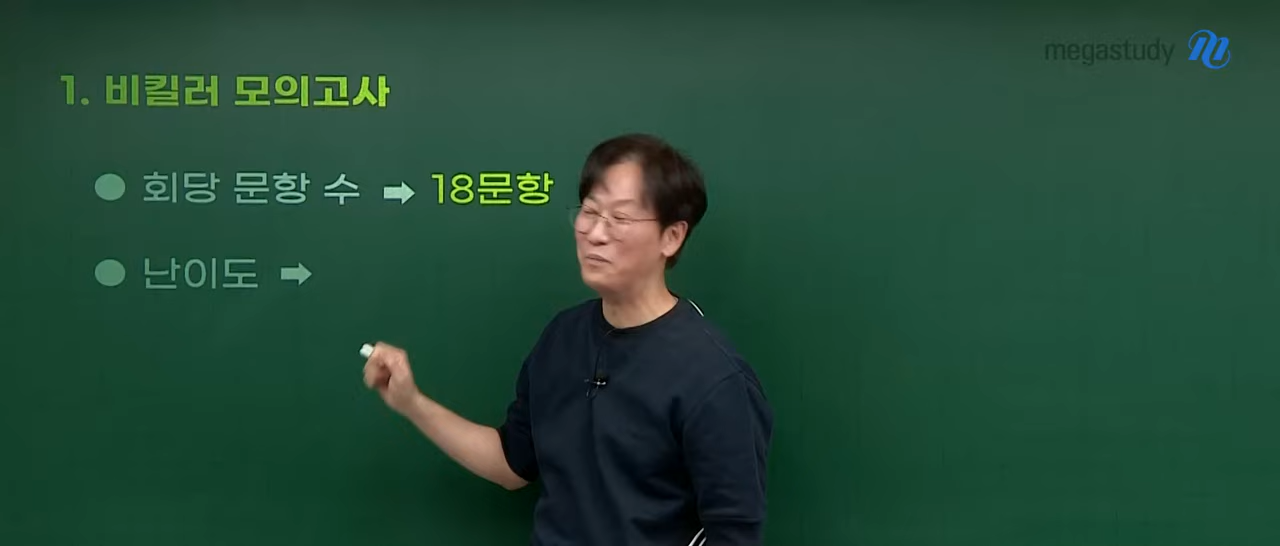 megastudy
1. 비킬러 모의고사
● 회당 문항 수 ➡ 18문항
● 난이도 ➡